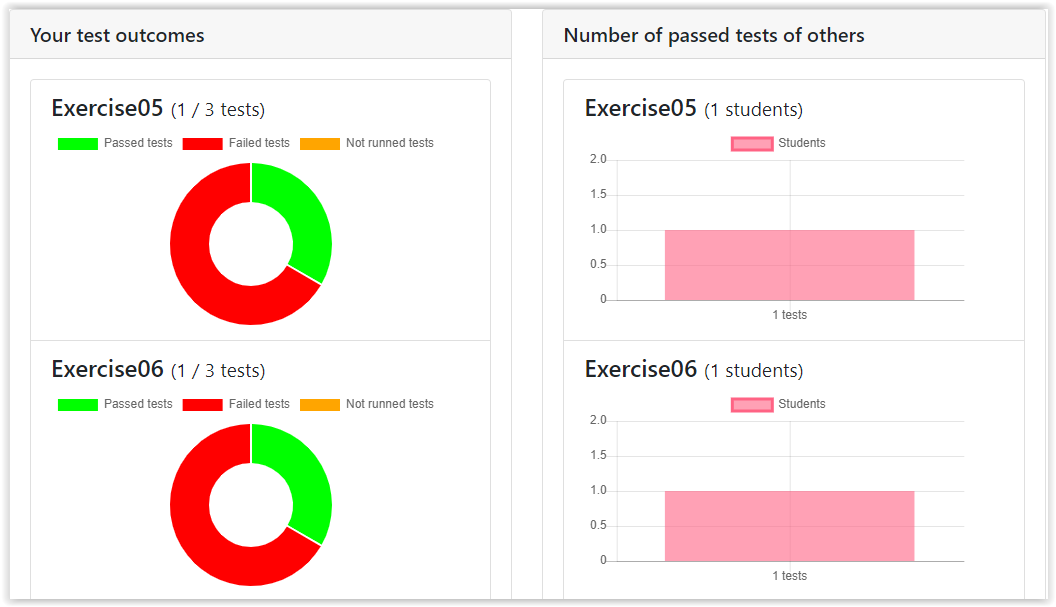 Your test outcomes
Exercise05 (1 / 3 tests)
Passed tests Failed tests Not runned tests
Exercise06 (1 / 3 tests)
Passed tests Failed tests Not runned tests
Number of passed tests of others
Exercise05 (1 students)
Students
2.0
1.5
1.0
0.5
0
1 tests
Exercise06 (1 students)
Students
2.0
1.5
1.0
0.5
0
1 tests